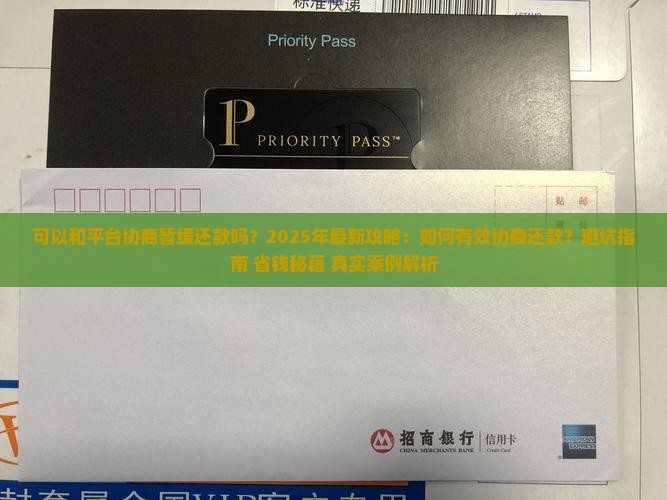 标准快递
Priority Pass
PRIORITY PASS™
贴 邮
可以和平台协商暂缓还款吗？2025年最新攻略：如何有效协商还款？避坑指
南 省钱秘籍 真实案例解析
招商银行 信用卡
CHINA MERCHANTS BANK Credit Card
AMERICAN
EXPRESS